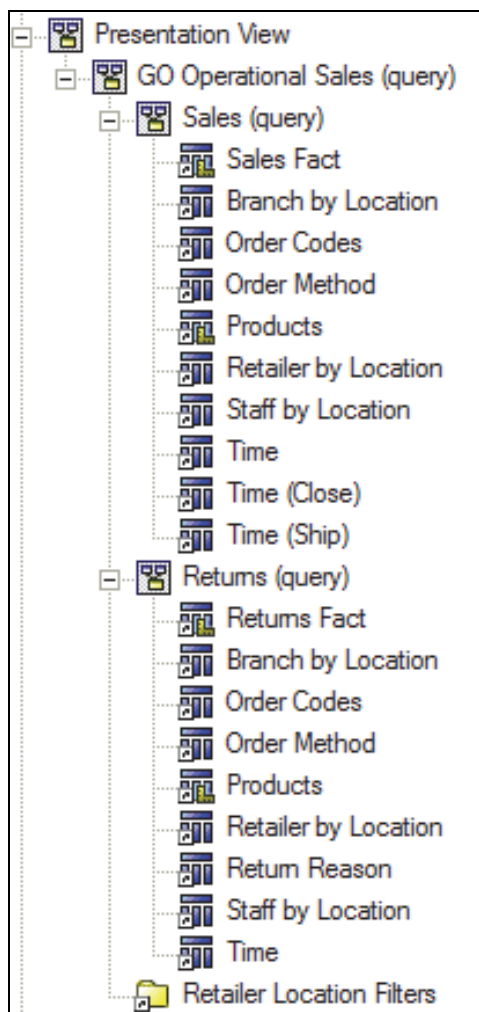 Presentation View
GO Operational Sales (query)
Sales (query)
Sales Fact
Branch by Location
Order Codes
Order Method
Products
Retailer by Location
Staff by Location
Time
Time (Close)
Time (Ship)
Returns (query)
Returns Fact
Branch by Location
Order Codes
Order Method
Products
Retailer by Location
Return Reason
Staff by Location
Time
Retailer Location Filters